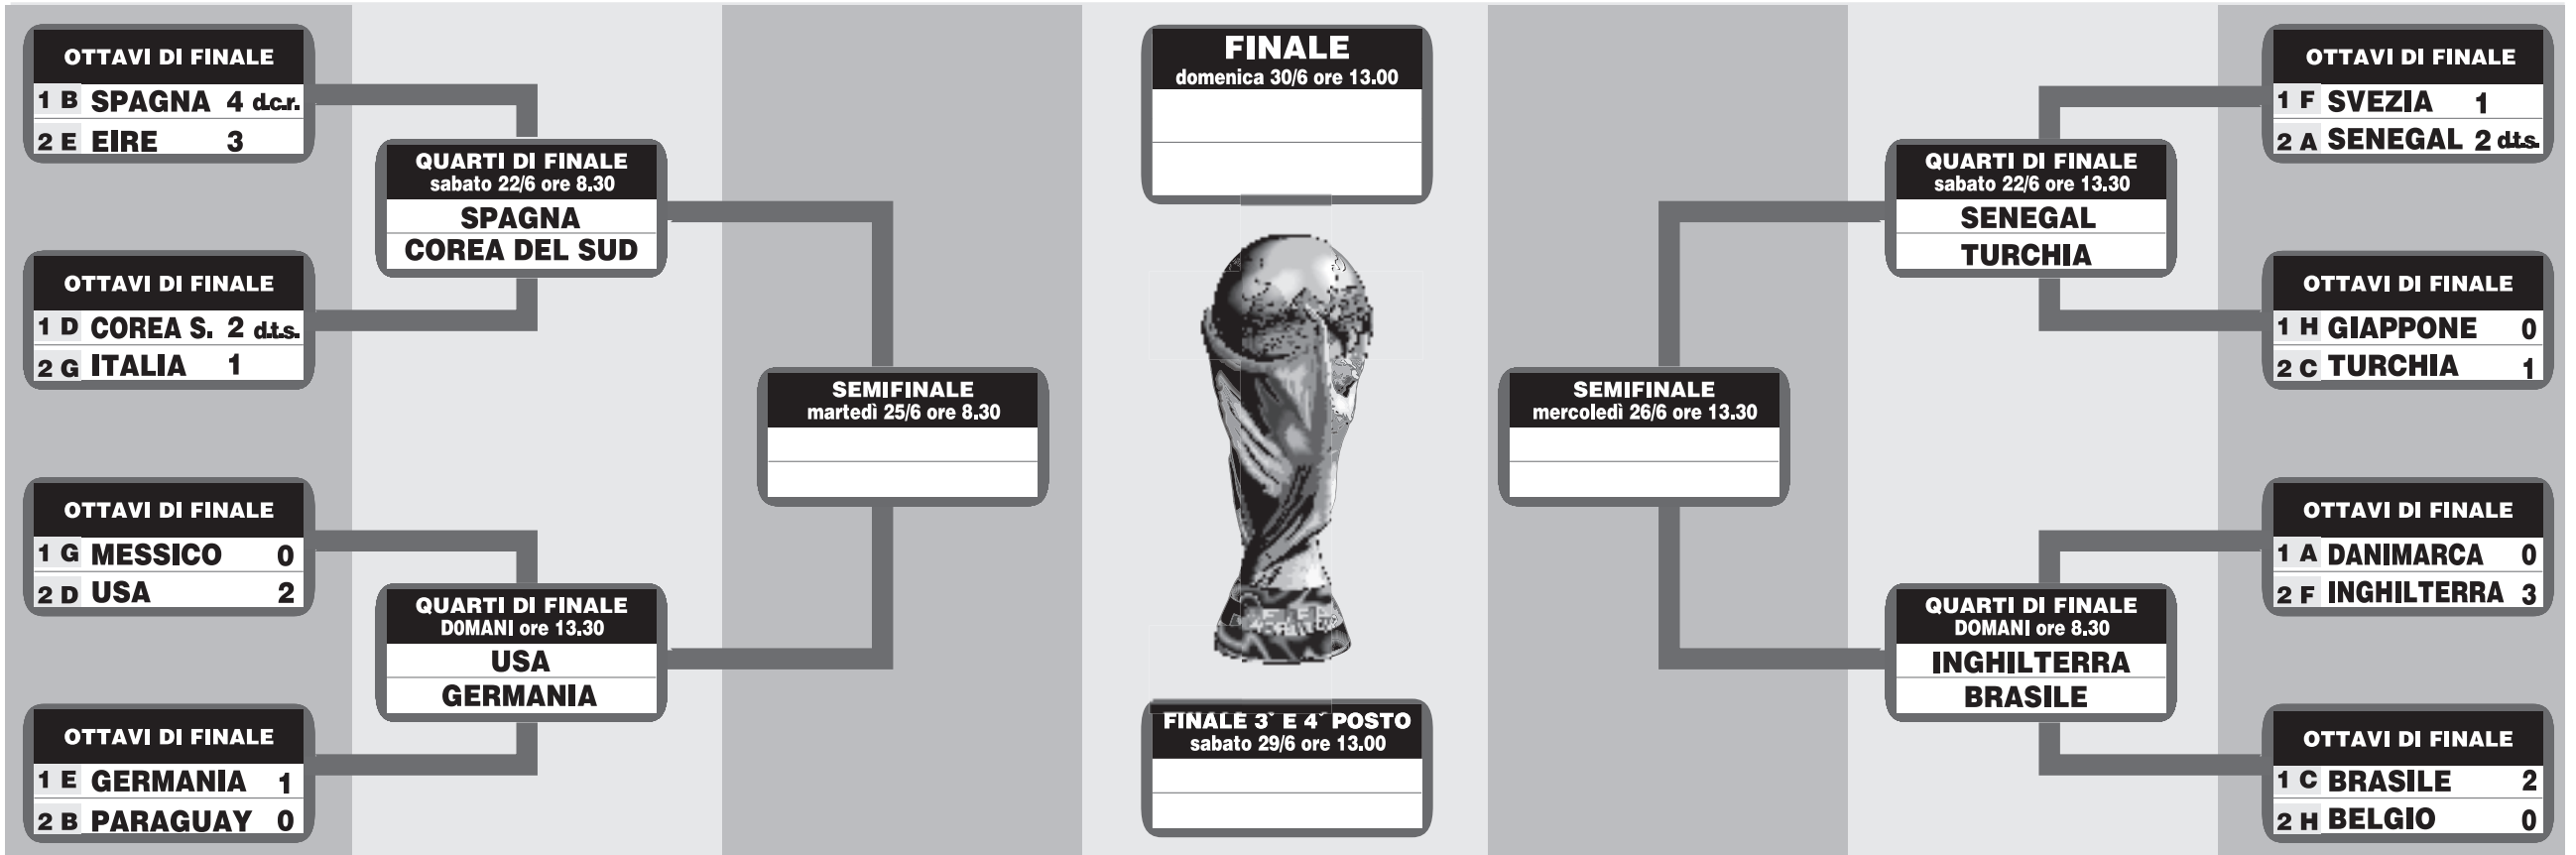 OTTAVI DI FINALE
1 B SPAGNA 4 d.c.r.
2 E EIRE 3
OTTAVI DI FINALE
1 D COREA S. 2 d.t.s.
2 G ITALIA 1
OTTAVI DI FINALE
1 G MESSICO 0
2 D USA 2
OTTAVI DI FINALE
1 E GERMANIA 1
2 B PARAGUAY 0
QUARTI DI FINALE
sabato 22/6 ore 8.30
SPAGNA
COREA DEL SUD
QUARTI DI FINALE
DOMANI ore 13.30
USA
GERMANIA
SEMIFINALE
martedì 25/6 ore 8.30
FINALE
domenica 30/6 ore 13.00
FINALE 3° E 4° POSTO
sabato 29/6 ore 13.00
SEMIFINALE
mercoledì 26/6 ore 13.30
QUARTI DI FINALE
sabato 22/6 ore 13.30
SENEGAL
TURCHIA
QUARTI DI FINALE
DOMANI ore 8.30
INGHILTERRA
BRASILE
OTTAVI DI FINALE
1 F SVEZIA 1
2 A SENEGAL 2 d.t.s.
OTTAVI DI FINALE
1 H GIAPPONE 0
2 C TURCHIA 1
OTTAVI DI FINALE
1 A DANIMARCA 0
2 F INGHILTERRA 3
OTTAVI DI FINALE
1 C BRASILE 2
2 H BELGIO 0